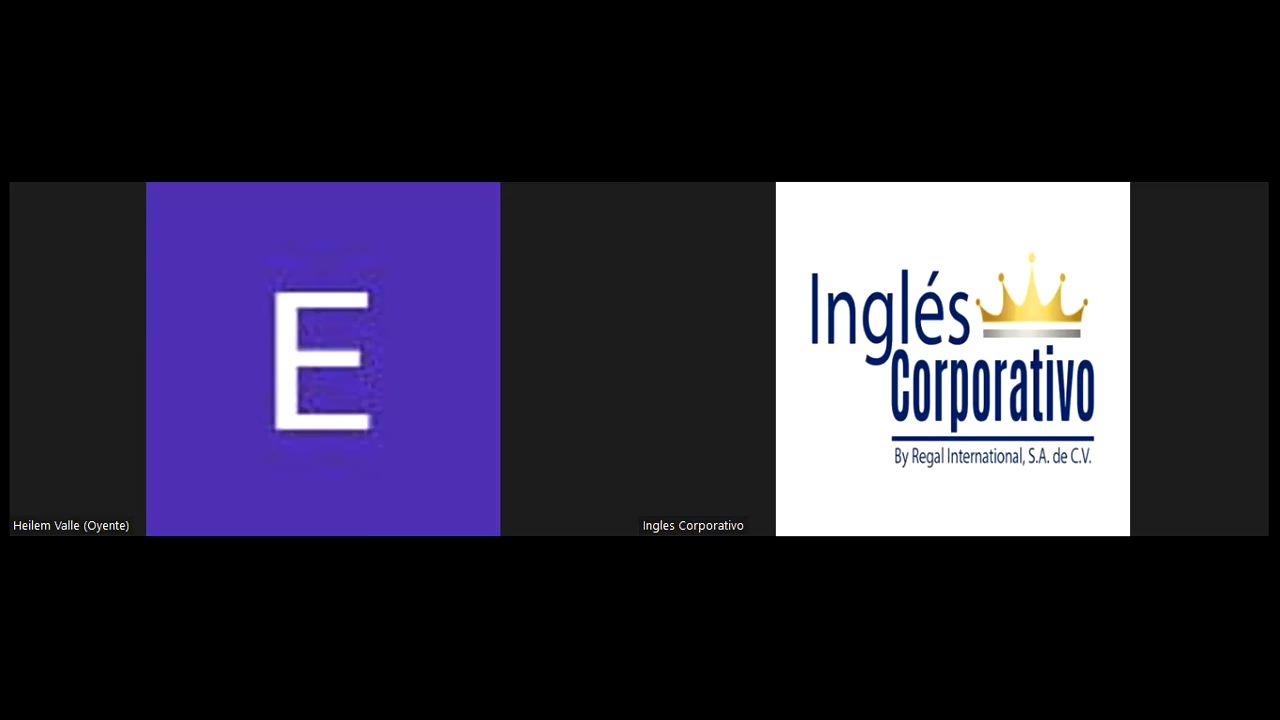 E
Heilem Valle (Oyente)
Inglés
Corporativo
By Regal International, S.A. de C.V.
Ingles Corporativo